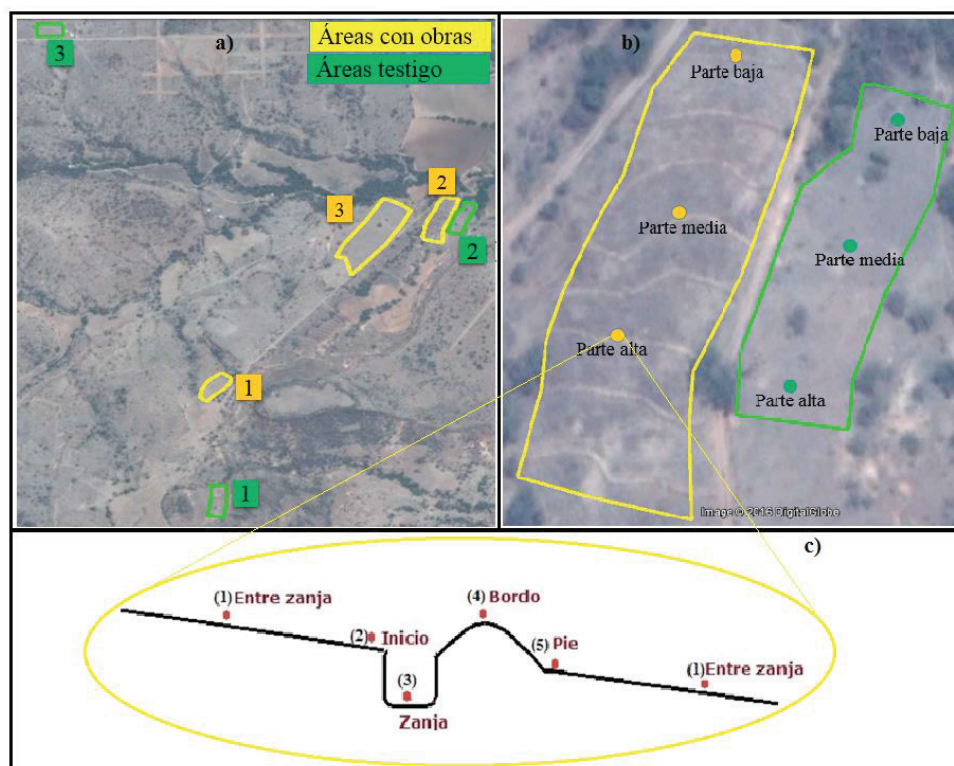 a)
Áreas con obras
Áreas testigo
3
3
2
2
1
1
b)
Parte baja
Parte baja
Parte media
Parte media
Parte alta
Parte alta
Image © 2016 DigitalGlobe
c)
(1) Entre zanja
(2) Inicio
(3)
Zanja
(4) Bordo
(5) Pie
(1) Entre zanja